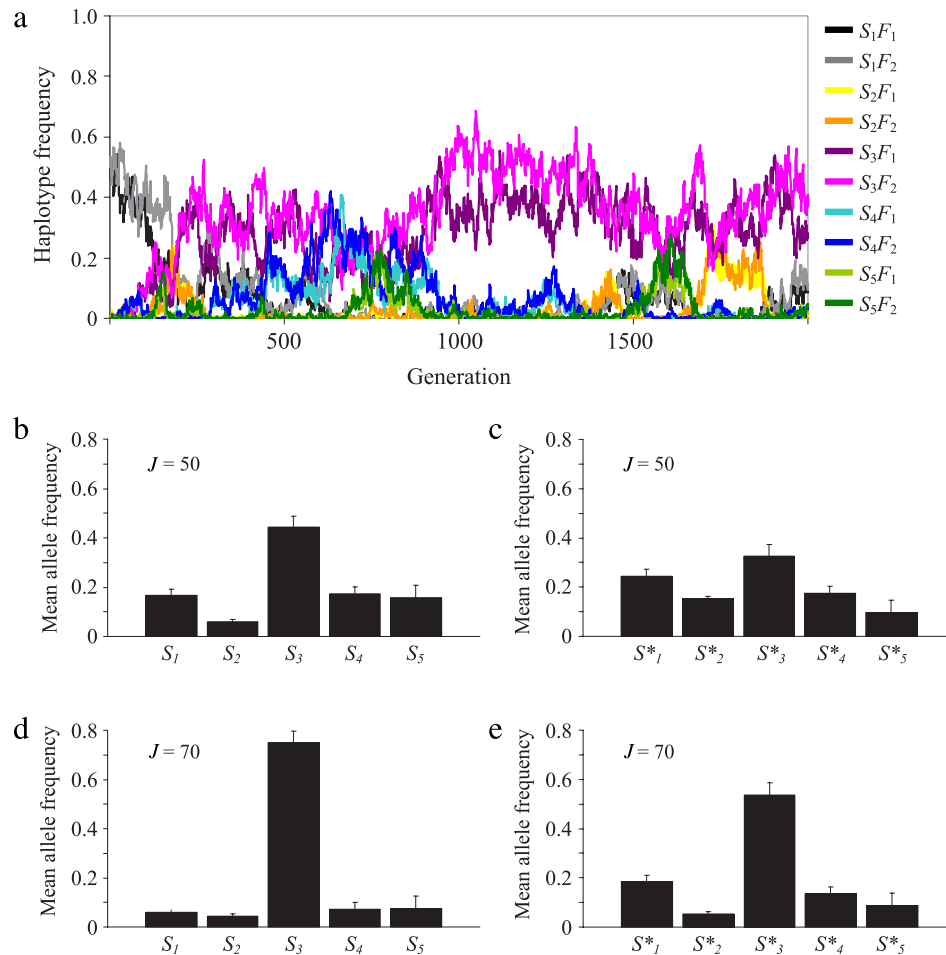 a
Haplotype frequency
1.0
0.8
0.6
0.4
0.2
0
500
1000
1500
Generation
S₁F₁
S₁F₂
S₂F₁
S₂F₂
S₃F₁
S₃F₂
S₄F₁
S₄F₂
S₅F₁
S₅F₂
b
Mean allele frequency
0.8
0.6
0.4
0.2
0
J = 50
S₁ S₂ S₃ S₄ S₅
c
Mean allele frequency
0.8
0.6
0.4
0.2
0
J = 50
S*₁ S*₂ S*₃ S*₄ S*₅
d
Mean allele frequency
0.8
0.6
0.4
0.2
0
J = 70
S₁ S₂ S₃ S₄ S₅
e
Mean allele frequency
0.8
0.6
0.4
0.2
0
J = 70
S*₁ S*₂ S*₃ S*₄ S*₅